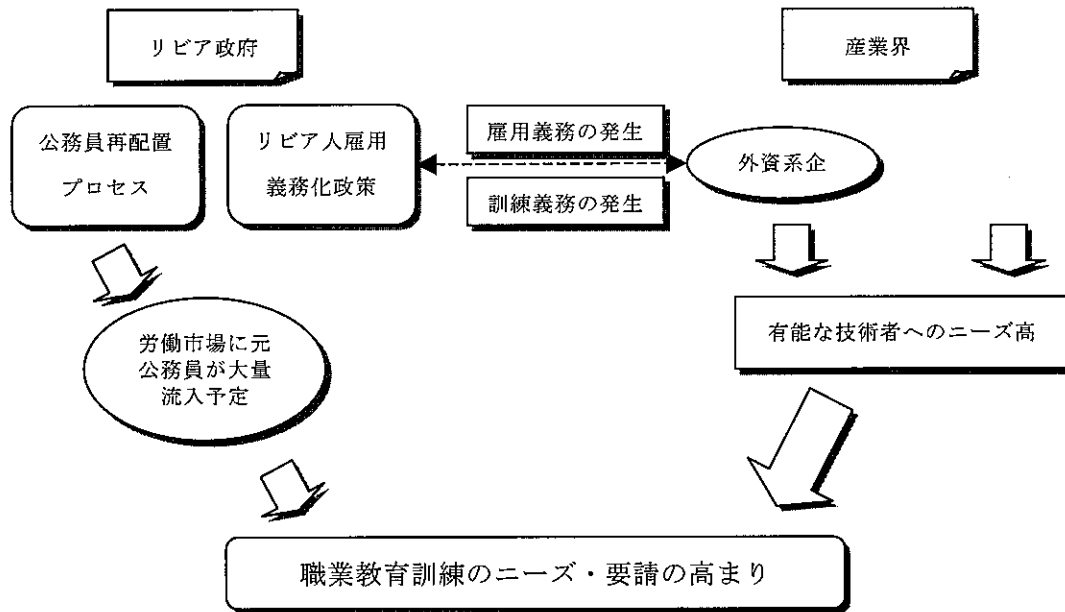 リビア政府
産業界
公務員再配置
プロセス
リビア人雇用
義務化政策
雇用義務の発生
訓練義務の発生
外資系企
労働市場に元
公務員が大量
流入予定
有能な技術者へのニーズ高
職業教育訓練のニーズ・要請の高まり